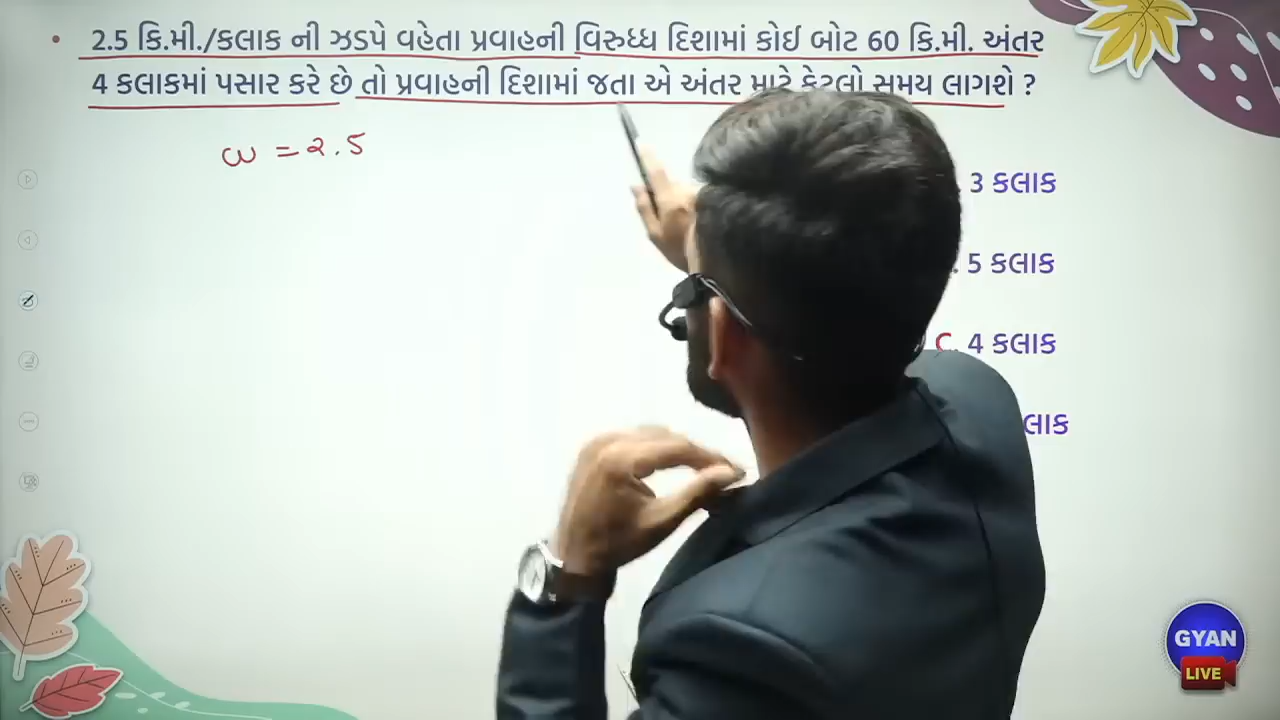 • 2.5 કિ.મી./કલાક ની ઝડપે વહેતા પ્રવાહની વિરુધ્ધ દિશામાં કોઈ બોટ 60 કિ.મી. અંતર
4 કલાકમાં પસાર કરે છે તો પ્રવાહની દિશામાં જતા એ અંતર માટે કેટલો સમય લાગશે ?
ω = 2.5
3 કલાક
5 કલાક
C. 4 કલાક
GYAN
LIVE